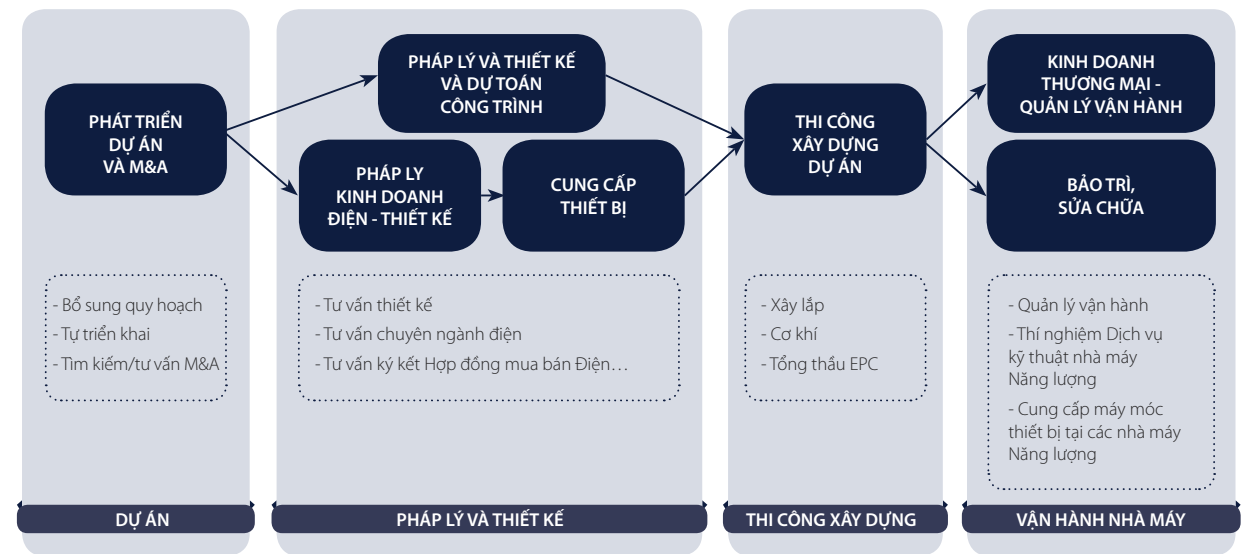 PHÁT TRIỂN
DỰ ÁN
VÀ M&A
- Bổ sung quy hoạch
- Tự triển khai
- Tìm kiếm/tư vấn M&A
DỰ ÁN
PHÁP LÝ VÀ THIẾT KẾ
VÀ DỰ TOÁN
CÔNG TRÌNH
PHÁP LY
KINH DOANH
ĐIỆN - THIẾT KẾ
CUNG CẤP
THIẾT BỊ
- Tư vấn thiết kế
- Tư vấn chuyên ngành điện
- Tư vấn ký kết Hợp đồng mua bán Điện…
PHÁP LÝ VÀ THIẾT KẾ
THI CÔNG
XÂY DỰNG
DỰ ÁN
- Xây lắp
- Cơ khí
- Tổng thầu EPC
THI CÔNG XÂY DỰNG
KINH DOANH
THƯƠNG MẠI -
QUẢN LÝ VẬN HÀNH
BẢO TRÌ,
SỬA CHỮA
- Quản lý vận hành
- Thí nghiệm Dịch vụ
kỹ thuật nhà máy
Năng lượng
- Cung cấp máy móc
thiết bị tại các nhà máy
Năng lượng
VẬN HÀNH NHÀ MÁY